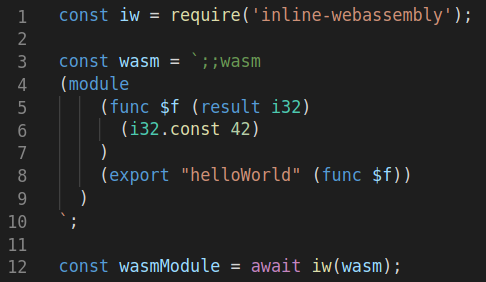 1 const iw = require('inline-webassembly');
2
3 const wasm = `;;wasm
4 (module
5     (func $f (result i32)
6       (i32.const 42)
7     )
8     (export "helloWorld" (func $f))
9   )
10 `;
11
12 const wasmModule = await iw(wasm);